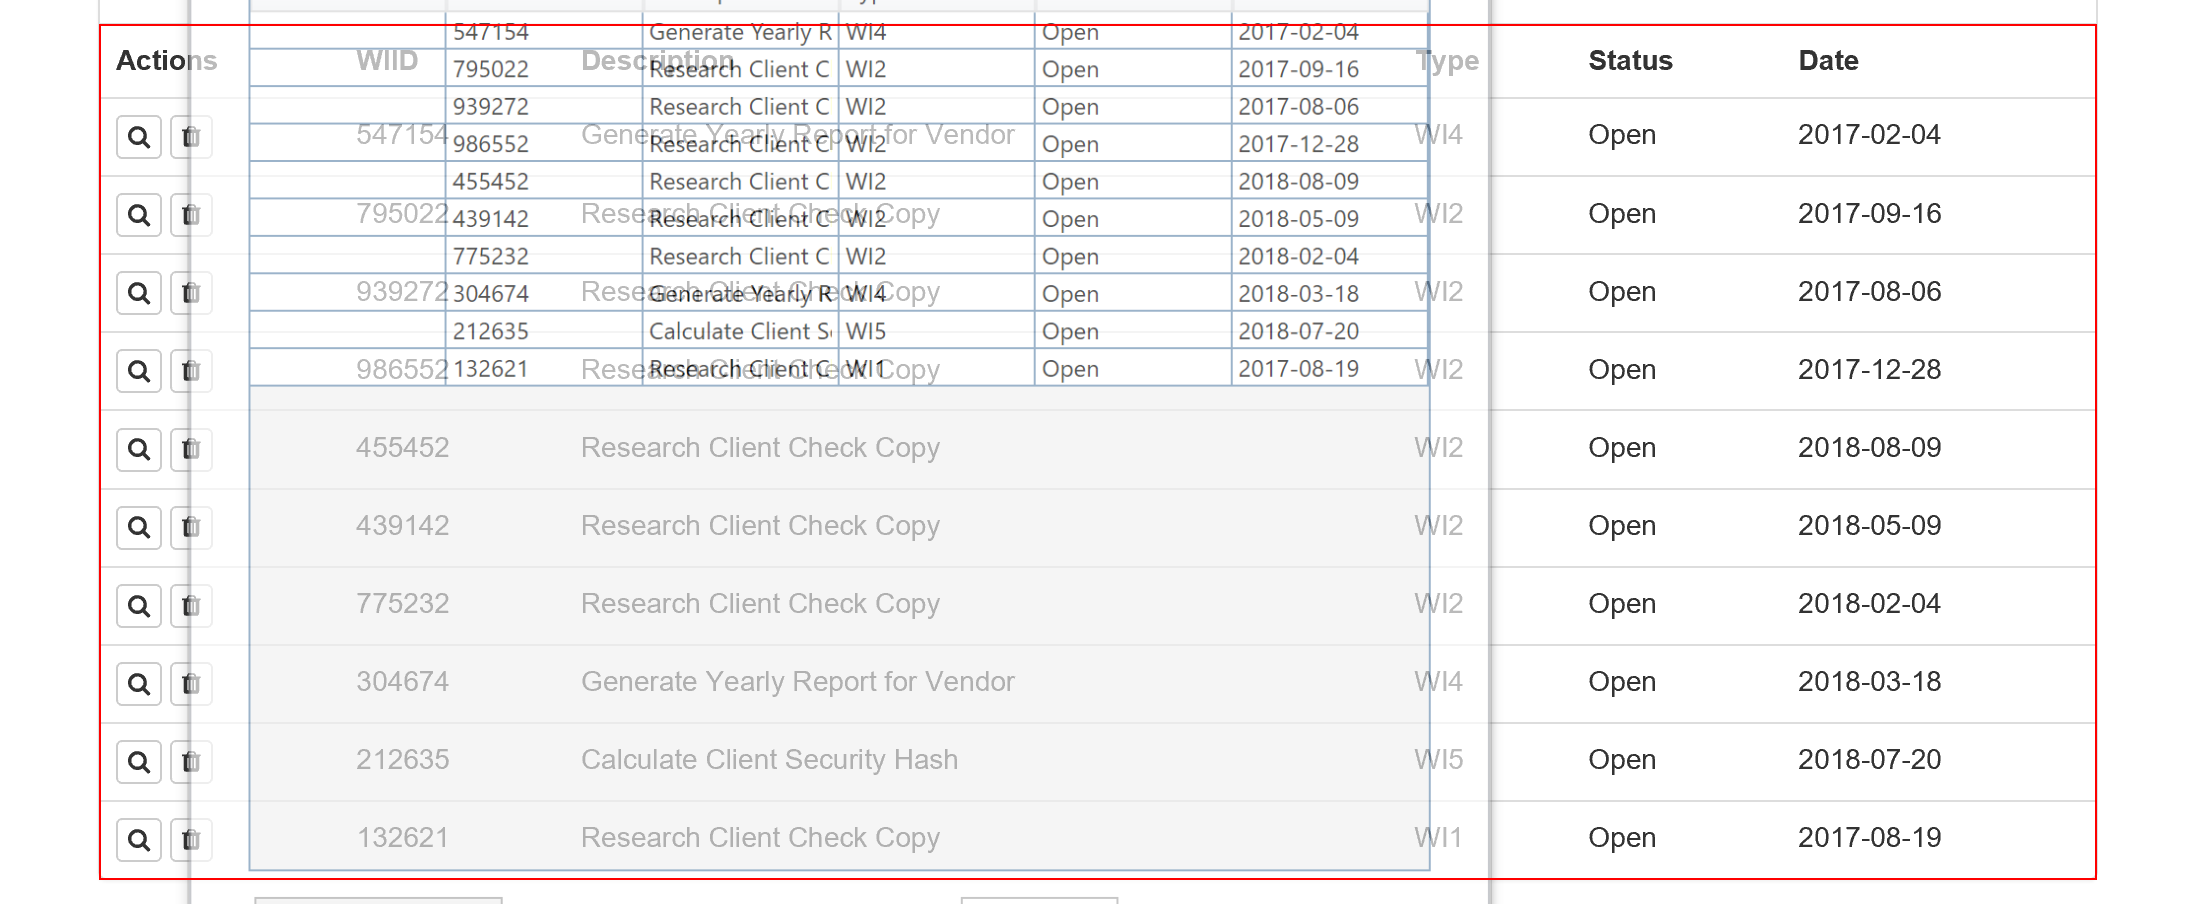 547154 Generate Yearly R WI4 Open 2017-02-04
Actions WIID Description Type Status Date
795022 Research Client C WI2 Open 2017-09-16
939272 Research Client C WI2 Open 2017-08-06
547154 Generate Yearly Report for Vendor WI4 Open 2017-02-04
986552 Research Client C WI2 Open 2017-12-28
455452 Research Client C WI2 Open 2018-08-09
795022 Research Client Check Copy WI2 Open 2017-09-16
439142 Research Client C WI2 Open 2018-05-09
775232 Research Client C WI2 Open 2018-02-04
939272 Research Client Check Copy WI2 Open 2017-08-06
304674 Generate Yearly R WI4 Open 2018-03-18
212635 Calculate Client S WI5 Open 2018-07-20
986552 Research Client Check Copy WI2 Open 2017-12-28
132621 Research Client C WI1 Open 2017-08-19
455452 Research Client Check Copy WI2 Open 2018-08-09
439142 Research Client Check Copy WI2 Open 2018-05-09
775232 Research Client Check Copy WI2 Open 2018-02-04
304674 Generate Yearly Report for Vendor WI4 Open 2018-03-18
212635 Calculate Client Security Hash WI5 Open 2018-07-20
132621 Research Client Check Copy WI1 Open 2017-08-19